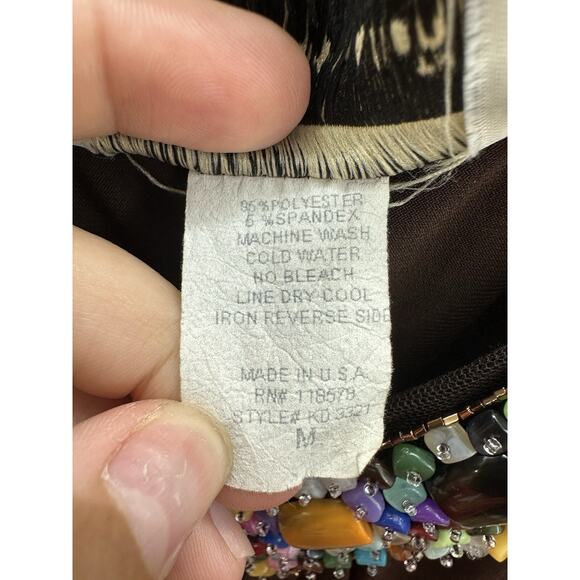 95%POLYESTER
5%SPANDEX
MACHINE WASH
COLD WATER
NO BLEACH
LINE DRY COOL
IRON REVERSE SIDE
MADE IN U.S.A
RN# 118579
STYLE# KD 3327
M